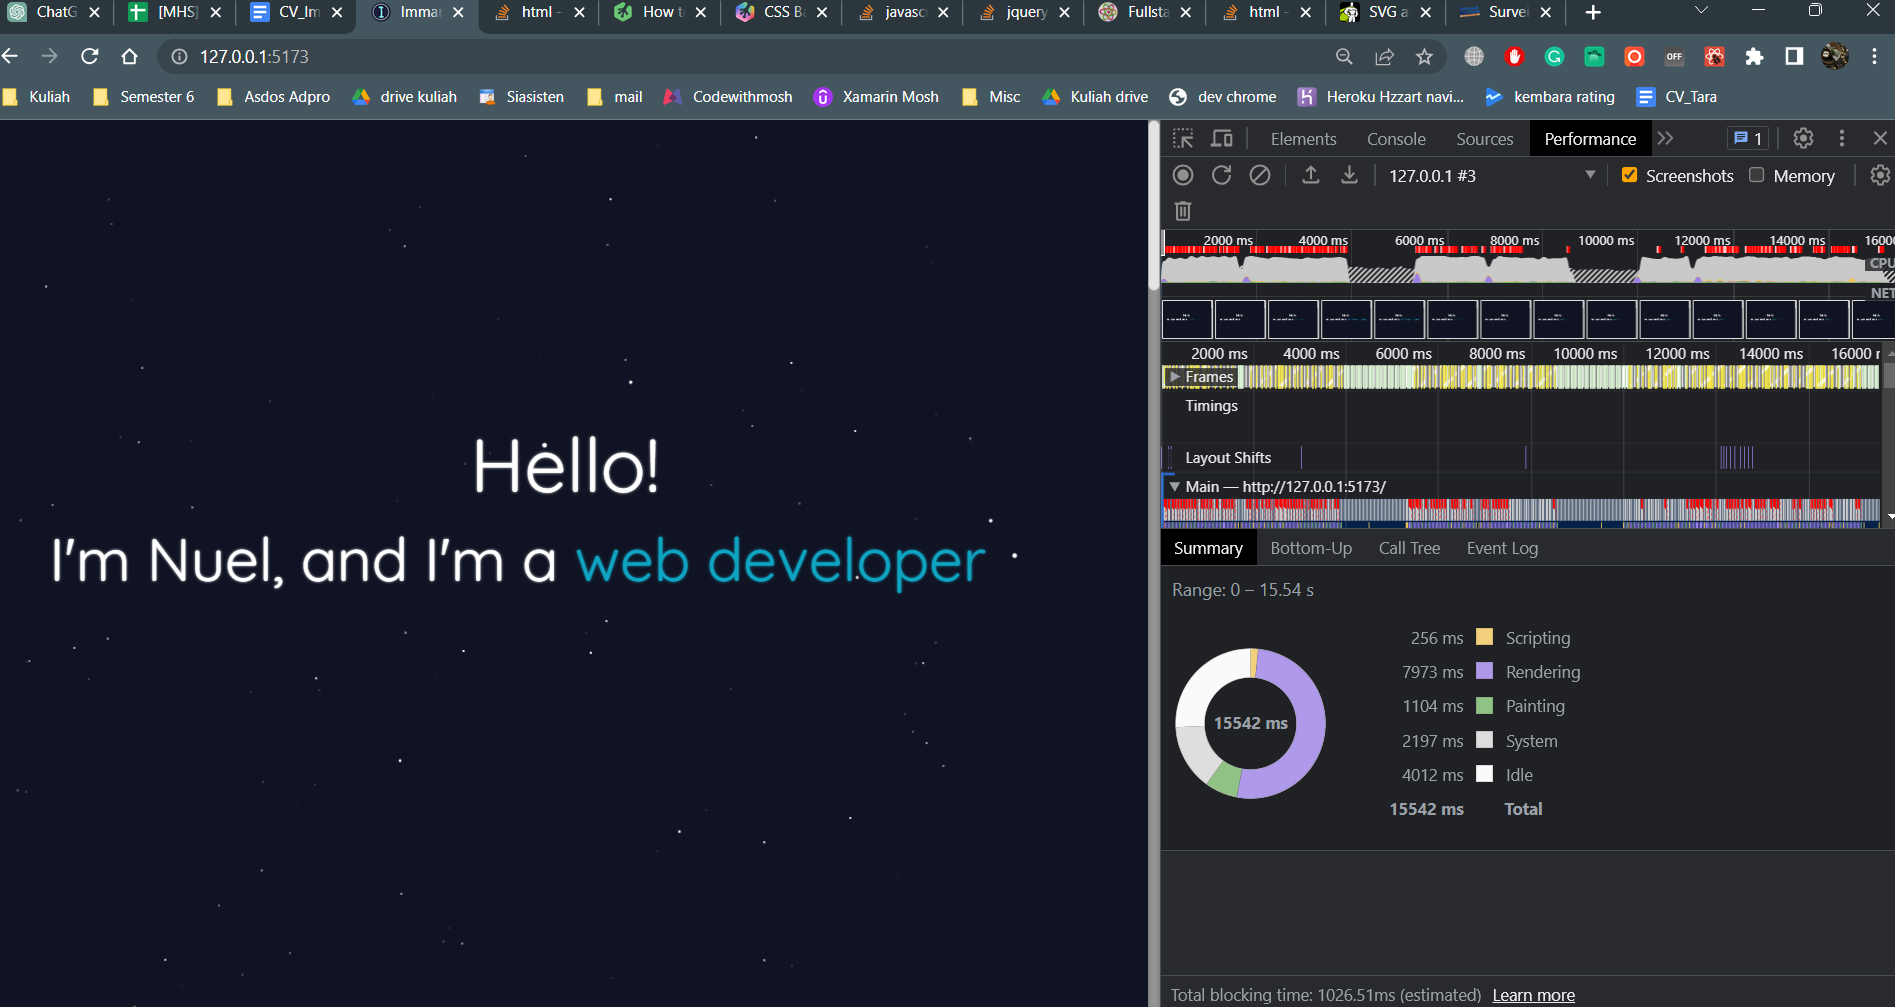 ChatG [MHS] CV_Im Imma html - How t CSS B javasc jquery Fullsta html - SVG a Survei
127.0.0.1:5173 OFF
Kuliah Semester 6 Asdos Adpro drive kuliah Siasisten mail Codewithmosh Xamarin Mosh Misc Kuliah drive dev chrome Heroku Hzzart navi... kembara rating CV_Tara
Hello!
I'm Nuel, and I'm a web developer
Elements Console Sources Performance 1
127.0.0.1 #3 Screenshots Memory
2000 ms 4000 ms 6000 ms 8000 ms 10000 ms 12000 ms 14000 ms 1600
CPU
NET
2000 ms 4000 ms 6000 ms 8000 ms 10000 ms 12000 ms 14000 ms 16000
Frames
Timings
Layout Shifts
Main — http://127.0.0.1:5173/
Summary Bottom-Up Call Tree Event Log
Range: 0 – 15.54 s
256 ms Scripting
7973 ms Rendering
1104 ms Painting
15542 ms
2197 ms System
4012 ms Idle
15542 ms Total
Total blocking time: 1026.51ms (estimated) Learn more